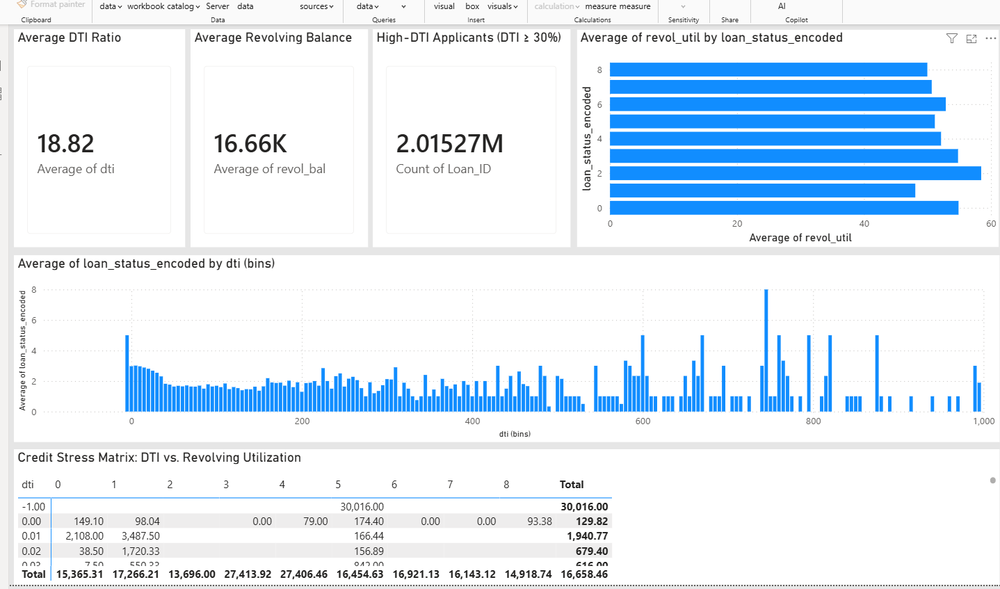 Format painter
data workbook catalog Server data sources data visual box visuals calculation measure measure AI
Clipboard Data Queries Insert Calculations Sensitivity Share Copilot
Average DTI Ratio
18.82
Average of dti
Average Revolving Balance
16.66K
Average of revol_bal
High-DTI Applicants (DTI ≥ 30%)
2.01527M
Count of Loan_ID
Average of revol_util by loan_status_encoded
loan_status_encoded
8
6
4
2
0
0 20 40 60
Average of revol_util
Average of loan_status_encoded by dti (bins)
Average of loan_status_encoded
8
6
4
2
0
0 200 400 600 800 1,000
dti (bins)
Credit Stress Matrix: DTI vs. Revolving Utilization
dti 0 1 2 3 4 5 6 7 8 Total
-1.00 30,016.00 30,016.00
0.00 149.10 98.04 0.00 79.00 174.40 0.00 0.00 93.38 129.82
0.01 2,108.00 3,487.50 166.44 1,940.77
0.02 38.50 1,720.33 156.89 679.40
0.03 7.50 550.33 842.00 616.00
Total 15,365.31 17,266.21 13,696.00 27,413.92 27,406.46 16,454.63 16,921.13 16,143.12 14,918.74 16,658.46